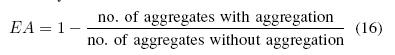 EA = 1 − no. of aggregates with aggregation / no. of aggregates without aggregation (16)